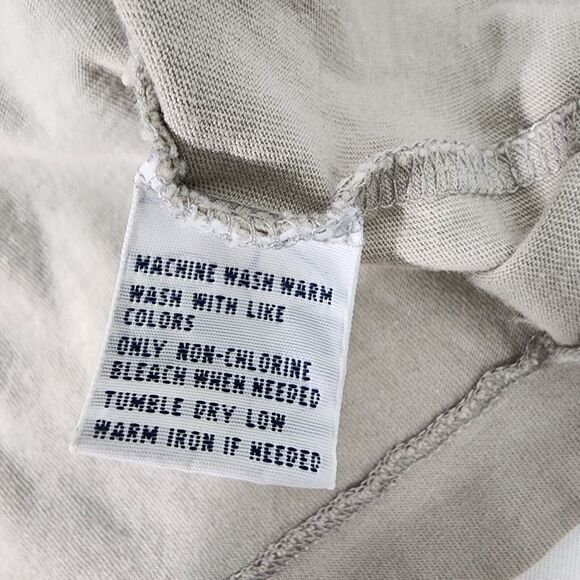 MACHINE WASH WARM
WASH WITH LIKE
COLORS
ONLY NON-CHLORINE
BLEACH WHEN NEEDED
TUMBLE DRY LOW
WARM IRON IF NEEDED